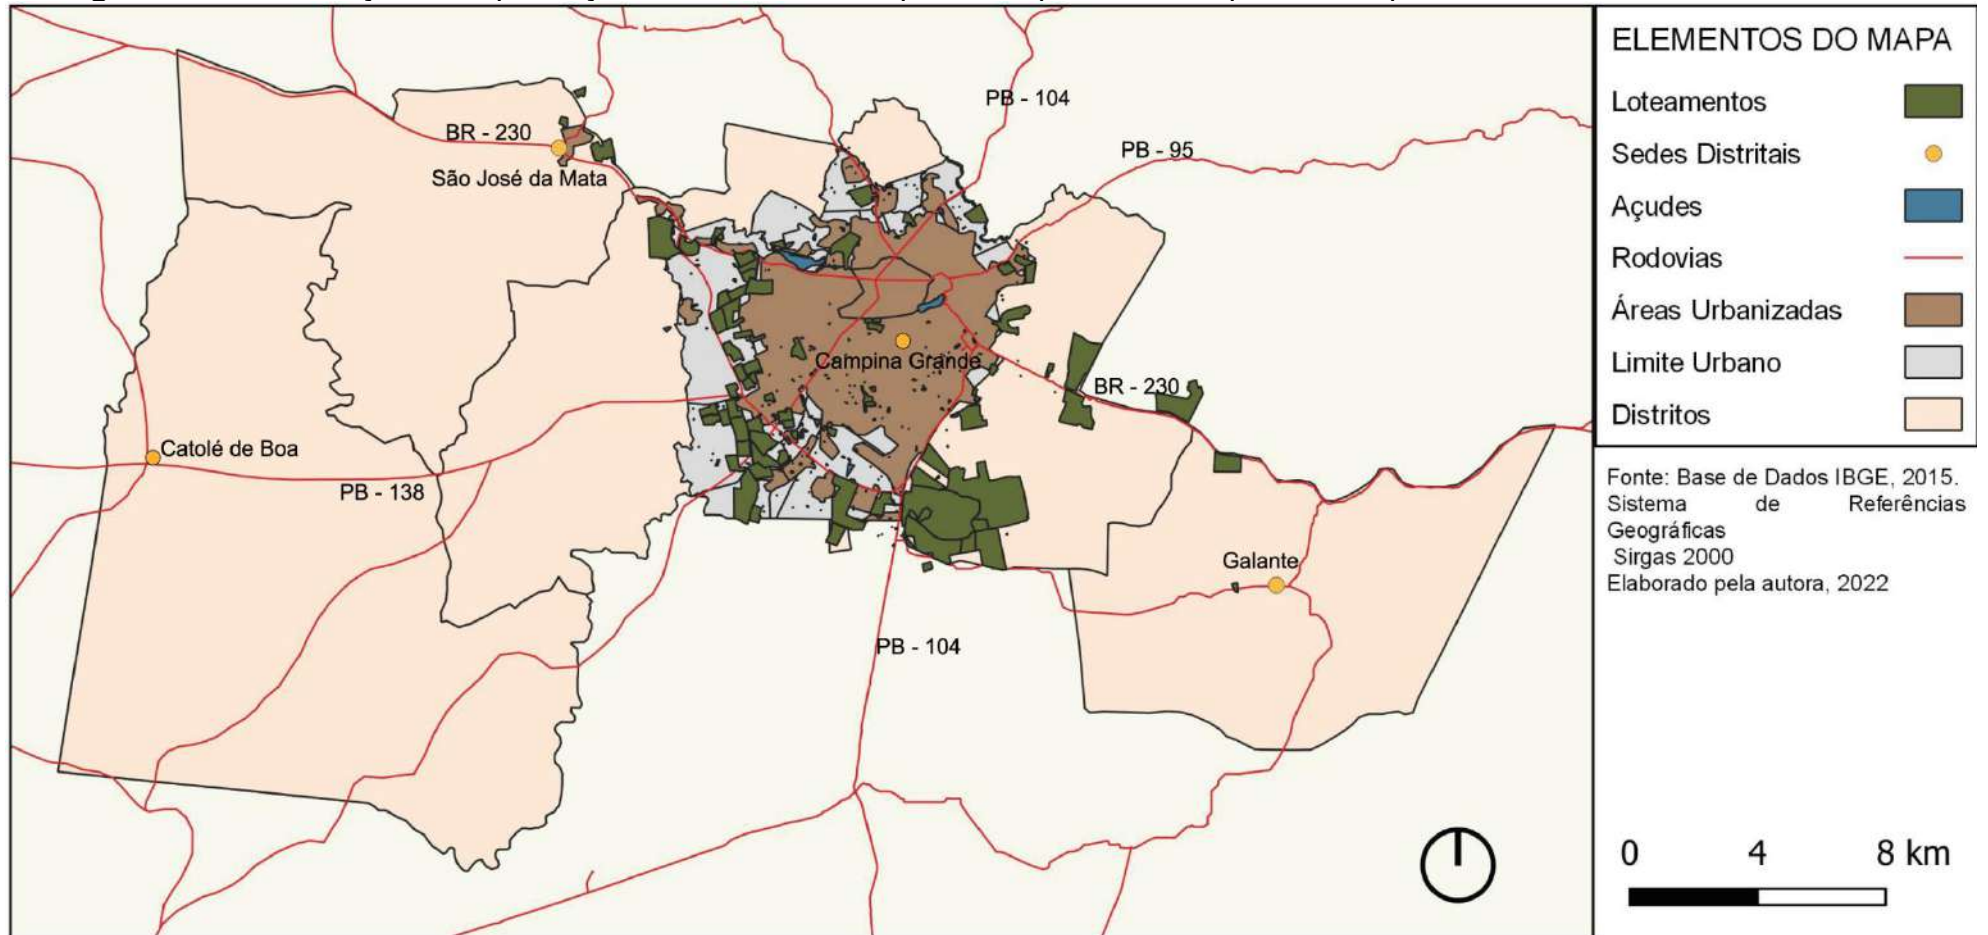 PB - 104
BR - 230
PB - 95
São José da Mata
Campina Grande
BR - 230
Catolé de Boa
PB - 138
Galante
PB - 104
ELEMENTOS DO MAPA
Loteamentos
Sedes Distritais
Açudes
Rodovias
Áreas Urbanizadas
Limite Urbano
Distritos
Fonte: Base de Dados IBGE, 2015.
Sistema de Referências
Geográficas
Sirgas 2000
Elaborado pela autora, 2022
0 4 8 km